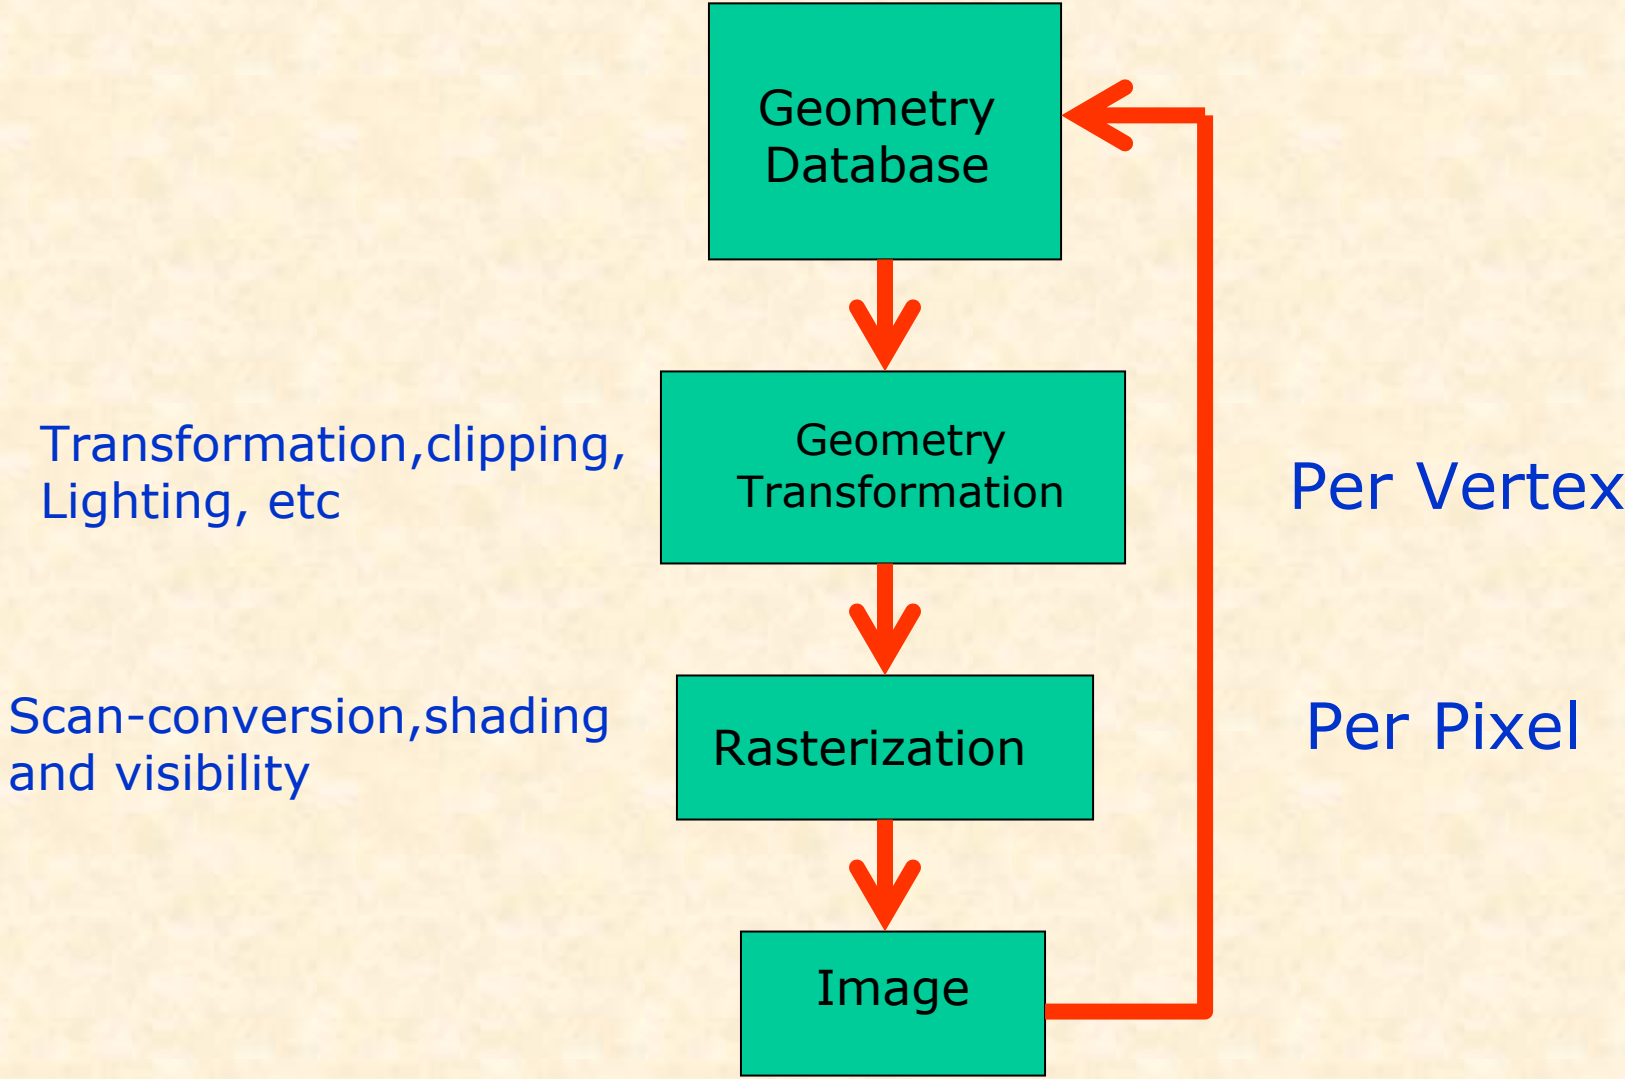 Geometry
Database
Transformation,clipping,
Lighting, etc
Geometry
Transformation
Per Vertex
Scan-conversion,shading
and visibility
Rasterization
Per Pixel
Image